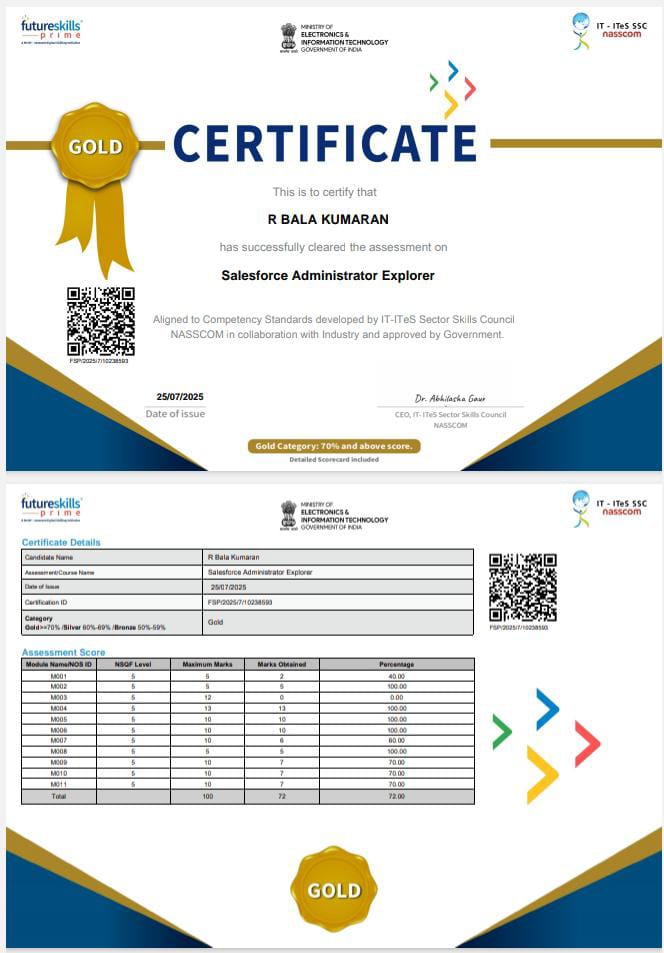 futureskills
prime
MINISTRY OF
ELECTRONICS &
INFORMATION TECHNOLOGY
GOVERNMENT OF INDIA
IT - ITeS SSC
nasscom
GOLD
CERTIFICATE
This is to certify that
R BALA KUMARAN
has successfully cleared the assessment on
Salesforce Administrator Explorer
FSP/2025/7/10238593
Aligned to Competency Standards developed by IT-ITeS Sector Skills Council
NASSCOM in collaboration with Industry and approved by Government.
25/07/2025
Date of issue
Dr. Abhilasha Gaur
CEO, IT- ITeS Sector Skills Council
NASSCOM
Gold Category: 70% and above score.
Detailed Scorecard included
futureskills
prime
MINISTRY OF
ELECTRONICS &
INFORMATION TECHNOLOGY
GOVERNMENT OF INDIA
IT - ITeS SSC
nasscom
Certificate Details
Candidate Name R Bala Kumaran
Assessment/Course Name Salesforce Administrator Explorer
Date of Issue 25/07/2025
Certification ID FSP/2025/7/10238593
Category
Gold>=70% /Silver 60%-69% /Bronze 50%-59% Gold
FSP/2025/7/10238593
Assessment Score
Module Name/NOS ID NSQF Level Maximum Marks Marks Obtained Percentage
M001 5 5 2 40.00
M002 5 5 5 100.00
M003 5 12 0 0.00
M004 5 13 13 100.00
M005 5 10 10 100.00
M006 5 10 10 100.00
M007 5 10 6 60.00
M008 5 5 5 100.00
M009 5 10 7 70.00
M010 5 10 7 70.00
M011 5 10 7 70.00
Total 100 72 72.00
GOLD